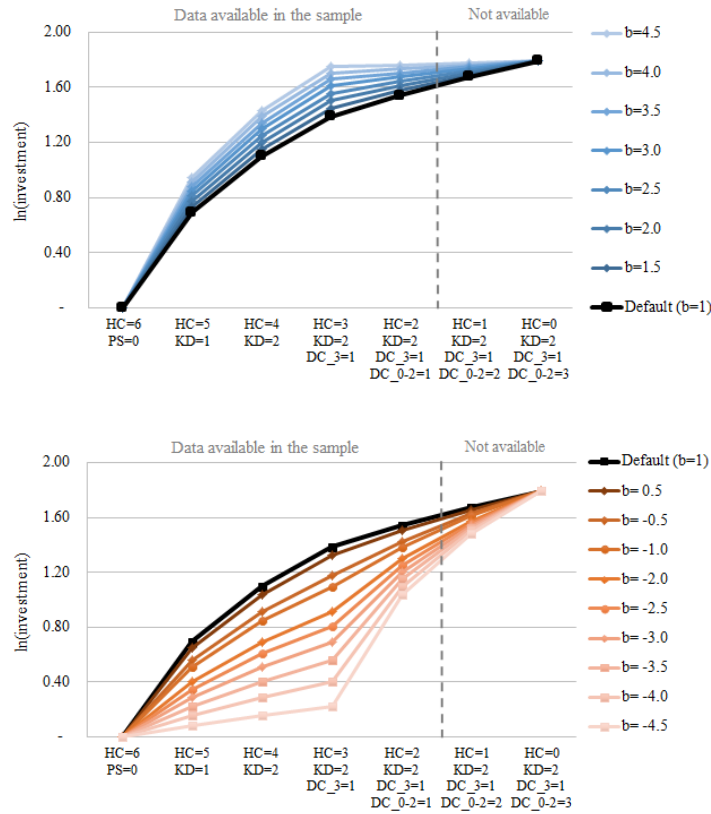 Data available in the sample
Not available
2.00
1.60
1.20
0.80
0.40
-
ln(investment)
HC=6
PS=0
HC=5
KD=1
HC=4
KD=2
HC=3
KD=2
DC_3=1
HC=2
KD=2
DC_3=1
DC_0-2=1
HC=1
KD=2
DC_3=1
DC_0-2=2
HC=0
KD=2
DC_3=1
DC_0-2=3
b=4.5
b=4.0
b=3.5
b=3.0
b=2.5
b=2.0
b=1.5
Default (b=1)
Data available in the sample
Not available
2.00
1.60
1.20
0.80
0.40
-
ln(investment)
HC=6
PS=0
HC=5
KD=1
HC=4
KD=2
HC=3
KD=2
DC_3=1
HC=2
KD=2
DC_3=1
DC_0-2=1
HC=1
KD=2
DC_3=1
DC_0-2=2
HC=0
KD=2
DC_3=1
DC_0-2=3
Default (b=1)
b= 0.5
b= -0.5
b= -1.0
b= -2.0
b= -2.5
b= -3.0
b= -3.5
b= -4.0
b= -4.5